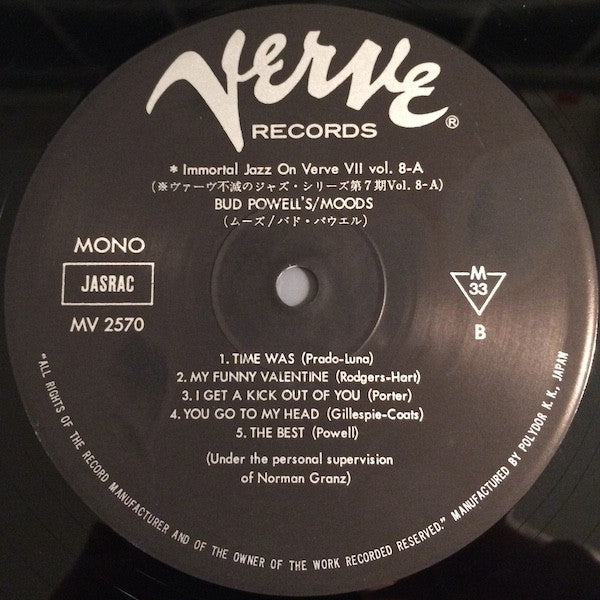 Verve
RECORDS ®
* Immortal Jazz On Verve VII vol. 8-A
(※ヴァーヴ不滅のジャズ・シリーズ第7期Vol. 8-A)
BUD POWELL'S/MOODS
(ムーズ/バド・パウエル)
MONO
JASRAC
MV 2570
M
33
B
1. TIME WAS (Prado-Luna)
2. MY FUNNY VALENTINE (Rodgers-Hart)
3. I GET A KICK OUT OF YOU (Porter)
4. YOU GO TO MY HEAD (Gillespie-Coats)
5. THE BEST (Powell)
(Under the personal supervision
of Norman Granz)
"ALL RIGHTS OF THE RECORD MANUFACTURER AND OF THE OWNER OF THE WORK RECORDED RESERVED." MANUFACTURED BY POLYDOR K. K., JAPAN